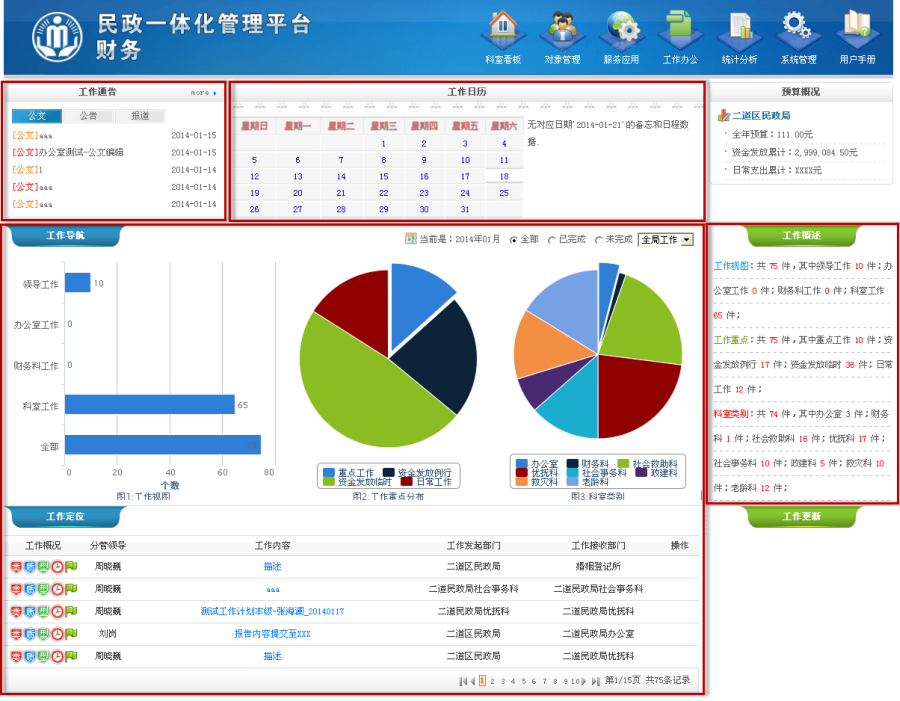 民政一体化管理平台
财务
科室看板 对象管理 服务应用 工作办公 统计分析 系统管理 用户手册
工作通告 more
公文 公告 报道
[公文]aaa 2014-01-15
[公文]办公室测试-公文编辑 2014-01-15
[公文]1 2014-01-14
[公文]aaa 2014-01-14
[公文]aaa 2014-01-14
工作日历
星期日 星期一 星期二 星期三 星期四 星期五 星期六
1 2 3 4
5 6 7 8 9 10 11
12 13 14 15 16 17 18
19 20 21 22 23 24 25
26 27 28 29 30 31
无对应日期'2014-01-21'的备忘和日程数
据.
预算概况
二道区民政局
全年预算：111.00元
资金发放累计：2,999,084.50元
日常支出累计：XXXX元
工作导航
当前是：2014年01月 全部 已完成 未完成 全局工作
领导工作 10
办公室工作 0
财务科工作 0
科室工作 65
全部
0 20 40 60 80
个数
图1:工作视图
重点工作 资金发放例行
资金发放临时 日常工作
图2:工作重点分布
办公室 财务科 社会救助科
优抚科 社会事务科 政建科
救灾科 老龄科
图3:科室类别
工作概述
工作视图：共 75 件，其中领导工作 10 件；办
公室工作 0 件；财务科工作 0 件；科室工作
65 件；
工作重点：共 75 件，其中重点工作 10 件；资
金发放例行 17 件；资金发放临时 36 件；日常
工作 12 件；
科室类别：共 74 件，其中办公室 3 件；财务
科 1 件；社会救助科 16 件；优抚科 17 件；
社会事务科 10 件；政建科 5 件；救灾科 10
件；老龄科 12 件；
工作更新
工作定位
工作概况 分管领导 工作内容 工作发起部门 工作接收部门 操作
周晓巍 描述 二道区民政局 婚姻登记所
周晓巍 aaa 二道民政局社会事务科 二道民政局社会事务科
周晓巍 测试工作计划本级-张海澜_20140117 二道民政局优抚科 二道民政局
刘岗 报告内容提交至XXX 二道区民政局 二道民政局办公室
周晓巍 描述 二道区民政局 二道民政局优抚科
1 2 3 4 5 6 7 8 9 10 第1/15页 共75条记录